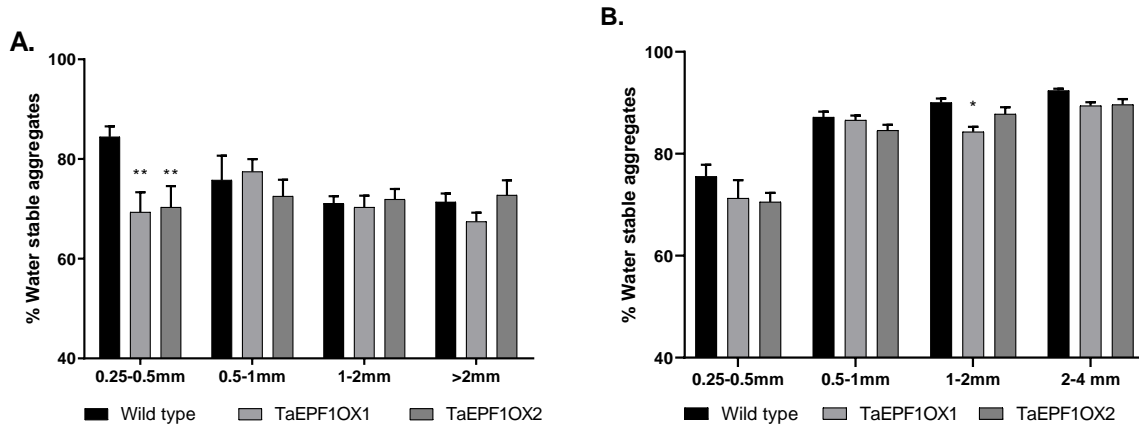 A.
% Water stable aggregates
100
80
60
40
** **
0.25-0.5mm 0.5-1mm 1-2mm >2mm
Wild type TaEPF1OX1 TaEPF1OX2
B.
% Water stable aggregates
100
80
60
40
*
0.25-0.5mm 0.5-1mm 1-2mm 2-4 mm
Wild type TaEPF1OX1 TaEPF1OX2